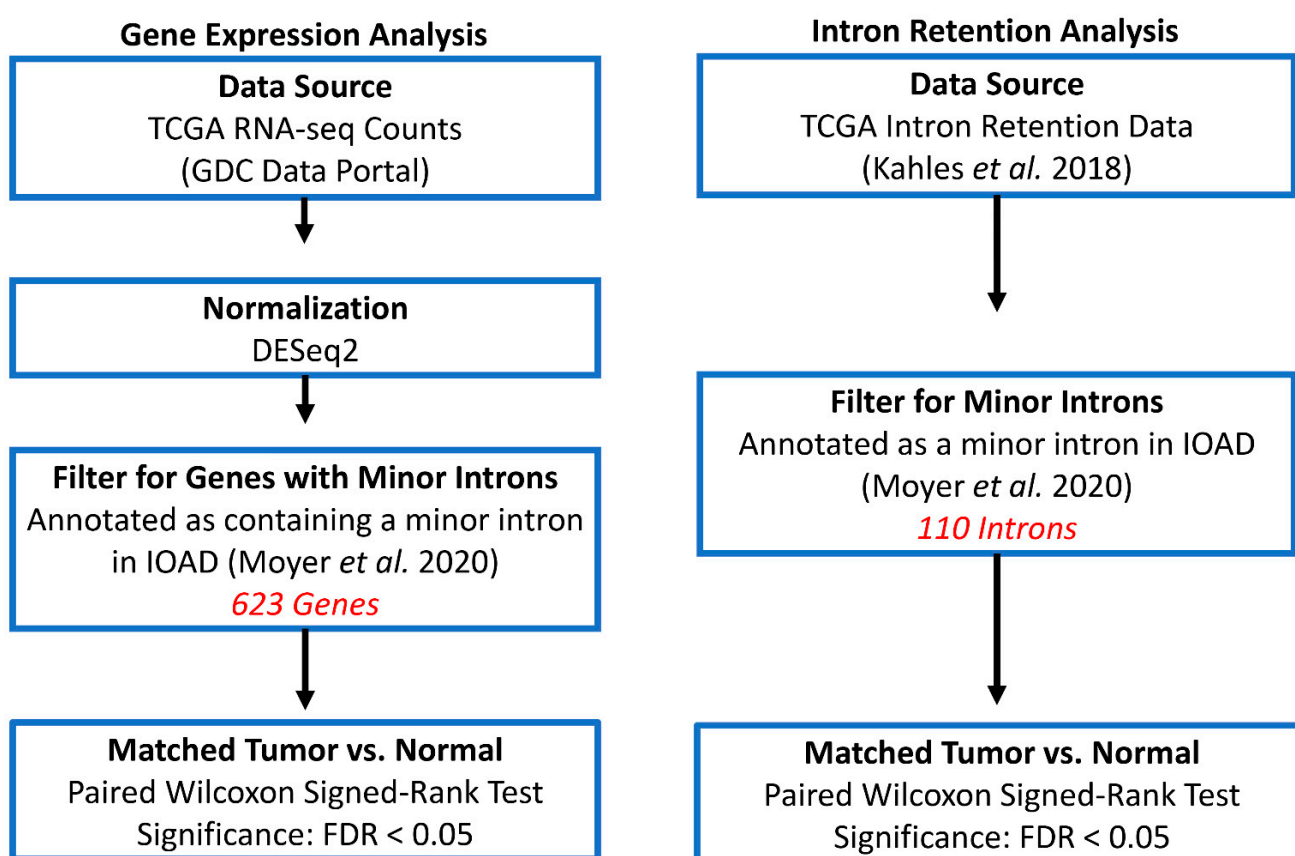 Gene Expression Analysis
Data Source
TCGA RNA-seq Counts
(GDC Data Portal)
Normalization
DESeq2
Filter for Genes with Minor Introns
Annotated as containing a minor intron
in IOAD (Moyer et al. 2020)
623 Genes
Matched Tumor vs. Normal
Paired Wilcoxon Signed-Rank Test
Significance: FDR < 0.05
Intron Retention Analysis
Data Source
TCGA Intron Retention Data
(Kahles et al. 2018)
Filter for Minor Introns
Annotated as a minor intron in IOAD
(Moyer et al. 2020)
110 Introns
Matched Tumor vs. Normal
Paired Wilcoxon Signed-Rank Test
Significance: FDR < 0.05